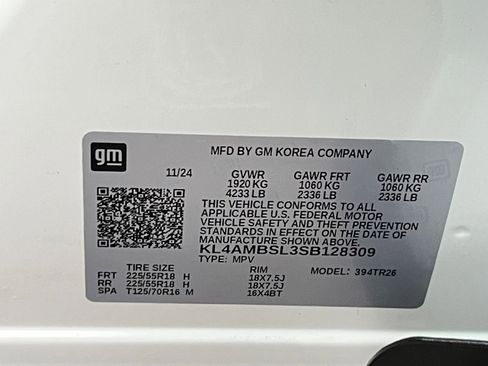 gm
MFD BY GM KOREA COMPANY
11/24 GVWR GAWR FRT GAWR RR
1920 KG 1060 KG 1060 KG
4233 LB 2336 LB 2336 LB
THIS VEHICLE CONFORMS TO ALL
APPLICABLE U.S. FEDERAL MOTOR
VEHICLE SAFETY AND THEFT PREVENTION
STANDARDS IN EFFECT ON THE DATE OF
MANUFACTURE SHOWN ABOVE.
KL4AMBSL3SB128309
TYPE: MPV MODEL: 394TR26
TIRE SIZE RIM
FRT 225/55R18 H 18X7.5J
RR 225/55R18 H 18X7.5J
SPA T125/70R16 M 16X4BT